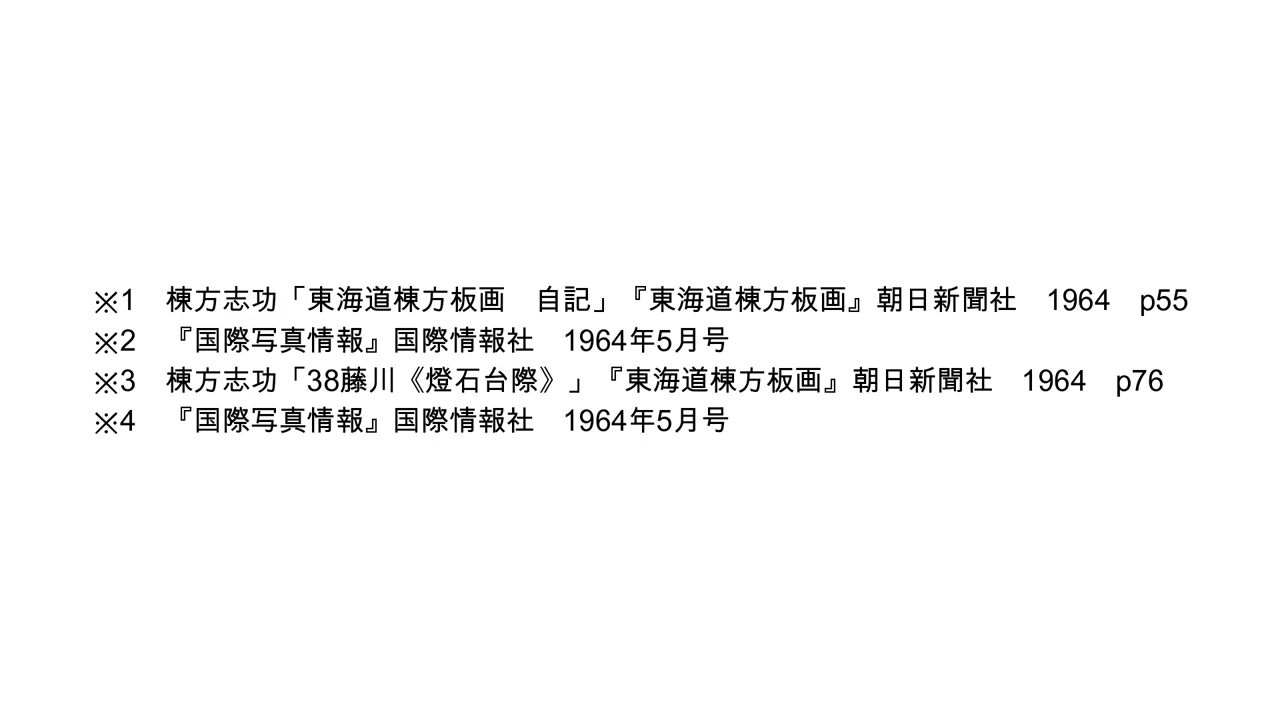 ※1　棟方志功「東海道棟方板画　自記」『東海道棟方板画』朝日新聞社　1964　p55
※2　『国際写真情報』国際情報社　1964年5月号
※3　棟方志功「38藤川《燈石台際》」『東海道棟方板画』朝日新聞社　1964　p76
※4　『国際写真情報』国際情報社　1964年5月号